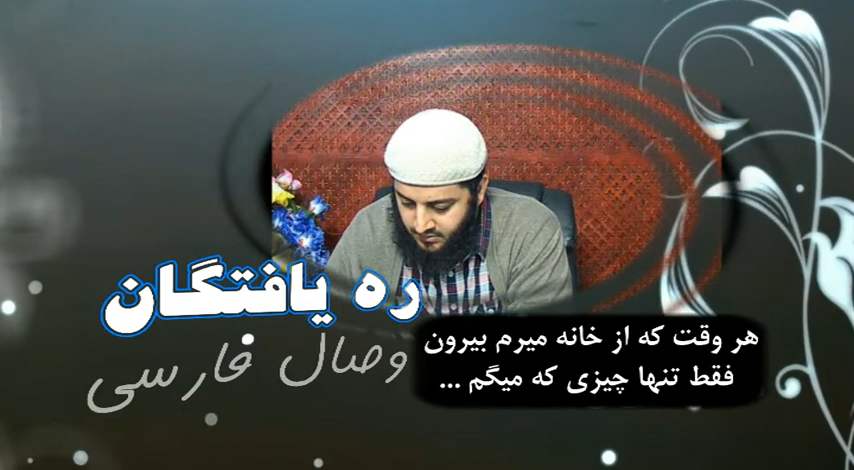 ره یافتگان
وصال فارسی
هر وقت که از خانه میرم بیرون
فقط تنها چیزی که میگم ...